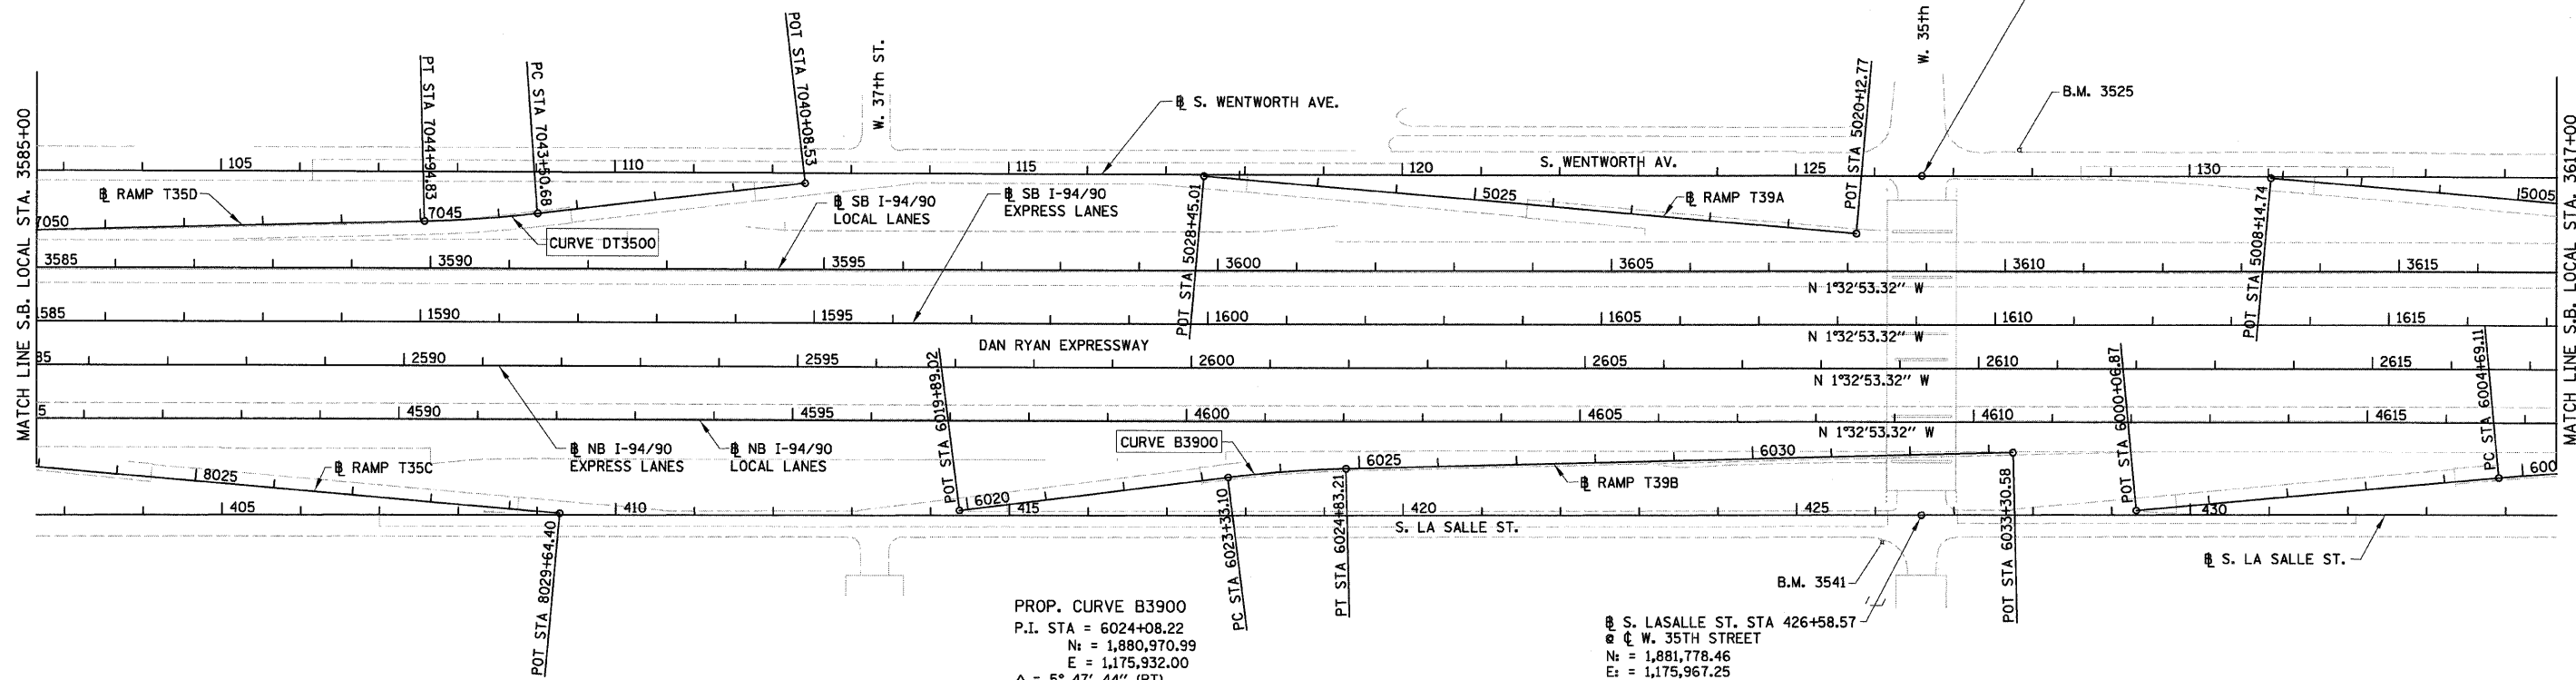 MATCH LINE S.B. LOCAL STA. 3585+00
PT STA 7044+94.83
PC STA 7043+50.68
POT STA 7040+08.53
W. 37th ST.
℄ S. WENTWORTH AVE.
POT STA 5020+12.77
W. 35th
B.M. 3525
MATCH LINE S.B. LOCAL STA. 3617+00
105
110
115
120
S. WENTWORTH AV.
125
130
℄ RAMP T35D
7050
7045
CURVE DT3500
℄ SB I-94/90
LOCAL LANES
℄ SB I-94/90
EXPRESS LANES
POT STA 5028+45.01
5025
℄ RAMP T39A
POT STA 5008+14.74
5005
3585
3590
3595
3600
3605
3610
3615
N 1°32'53.32" W
1585
1590
1595
1600
1605
1610
1615
DAN RYAN EXPRESSWAY
N 1°32'53.32" W
85
2590
2595
2600
2605
2610
2615
N 1°32'53.32" W
5
4590
4595
4600
4605
4610
4615
N 1°32'53.32" W
℄ NB I-94/90
EXPRESS LANES
℄ NB I-94/90
LOCAL LANES
POT STA 6019+89.02
CURVE B3900
POT STA 6000+06.87
PC STA 6004+69.11
℄ RAMP T35C
8025
6020
6025
6030
600
℄ RAMP T39B
405
410
415
420
425
430
S. LA SALLE ST.
℄ S. LA SALLE ST.
POT STA 8029+64.40
PC STA 6023+33.10
PT STA 6024+83.21
POT STA 6033+30.58
B.M. 3541
PROP. CURVE B3900
P.I. STA = 6024+08.22
N: = 1,880,970.99
E = 1,175,932.00
Δ = 5° 47' 44" (RT)
℄ S. LASALLE ST. STA 426+58.57
@ ℄ W. 35TH STREET
N: = 1,881,778.46
E: = 1,175,967.25